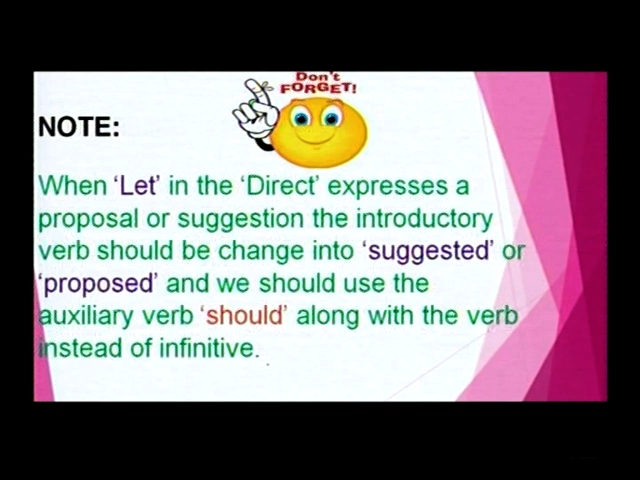 Don't
FORGET!
NOTE:
When ‘Let’ in the ‘Direct’ expresses a
proposal or suggestion the introductory
verb should be change into ‘suggested’ or
‘proposed’ and we should use the
auxiliary verb ‘should’ along with the verb
instead of infinitive.